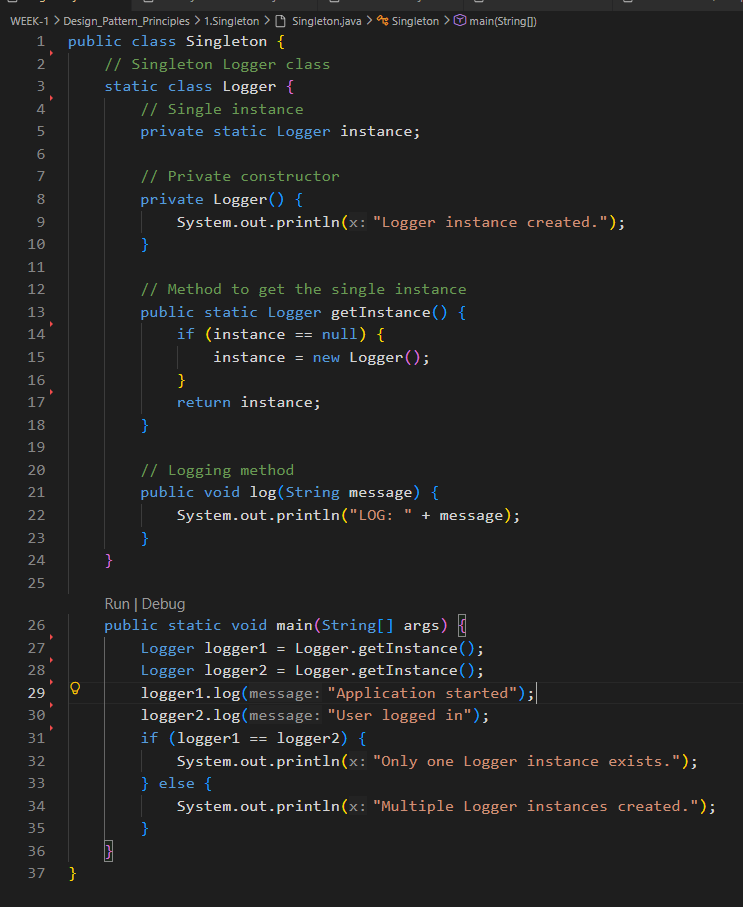 WEEK-1 > Design_Pattern_Principles > 1.Singleton > Singleton.java > Singleton > main(String[])
1 public class Singleton {
2     // Singleton Logger class
3     static class Logger {
4         // Single instance
5         private static Logger instance;
6
7         // Private constructor
8         private Logger() {
9             System.out.println(x: "Logger instance created.");
10         }
11
12         // Method to get the single instance
13         public static Logger getInstance() {
14             if (instance == null) {
15                 instance = new Logger();
16             }
17             return instance;
18         }
19
20         // Logging method
21         public void log(String message) {
22             System.out.println("LOG: " + message);
23         }
24     }
25
Run | Debug
26     public static void main(String[] args) {
27         Logger logger1 = Logger.getInstance();
28         Logger logger2 = Logger.getInstance();
29         logger1.log(message: "Application started");
30         logger2.log(message: "User logged in");
31         if (logger1 == logger2) {
32             System.out.println(x: "Only one Logger instance exists.");
33         } else {
34             System.out.println(x: "Multiple Logger instances created.");
35         }
36     }
37 }